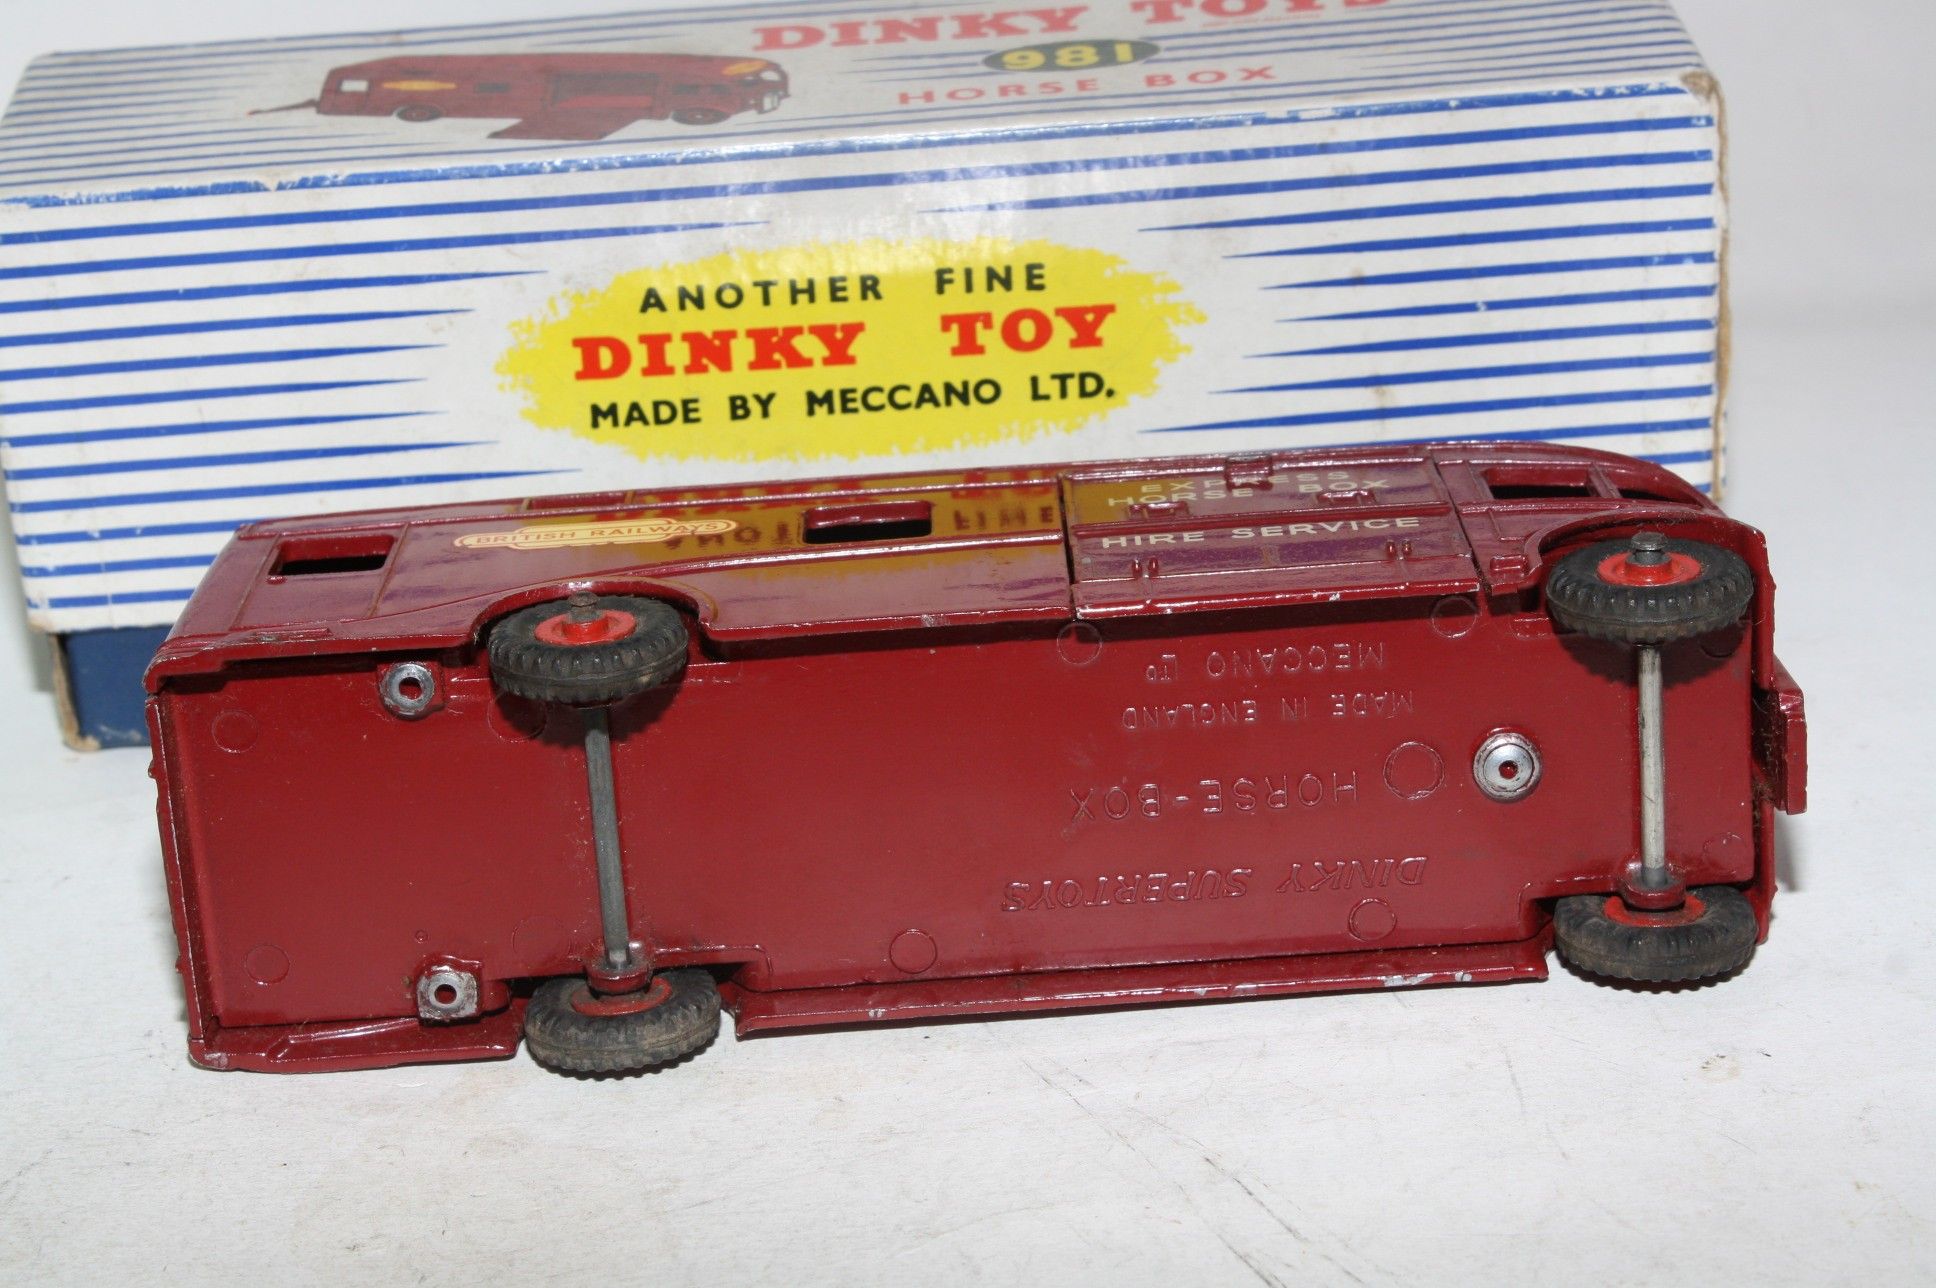 DINKY TOYS
981
HORSE BOX
ANOTHER FINE
DINKY TOY
MADE BY MECCANO LTD.
EXPRESS
HORSE BOX
HIRE SERVICE
BRITISH RAILWAYS
DINKY SUPERTOYS
HORSE-BOX
MADE IN ENGLAND
MECCANO LTD